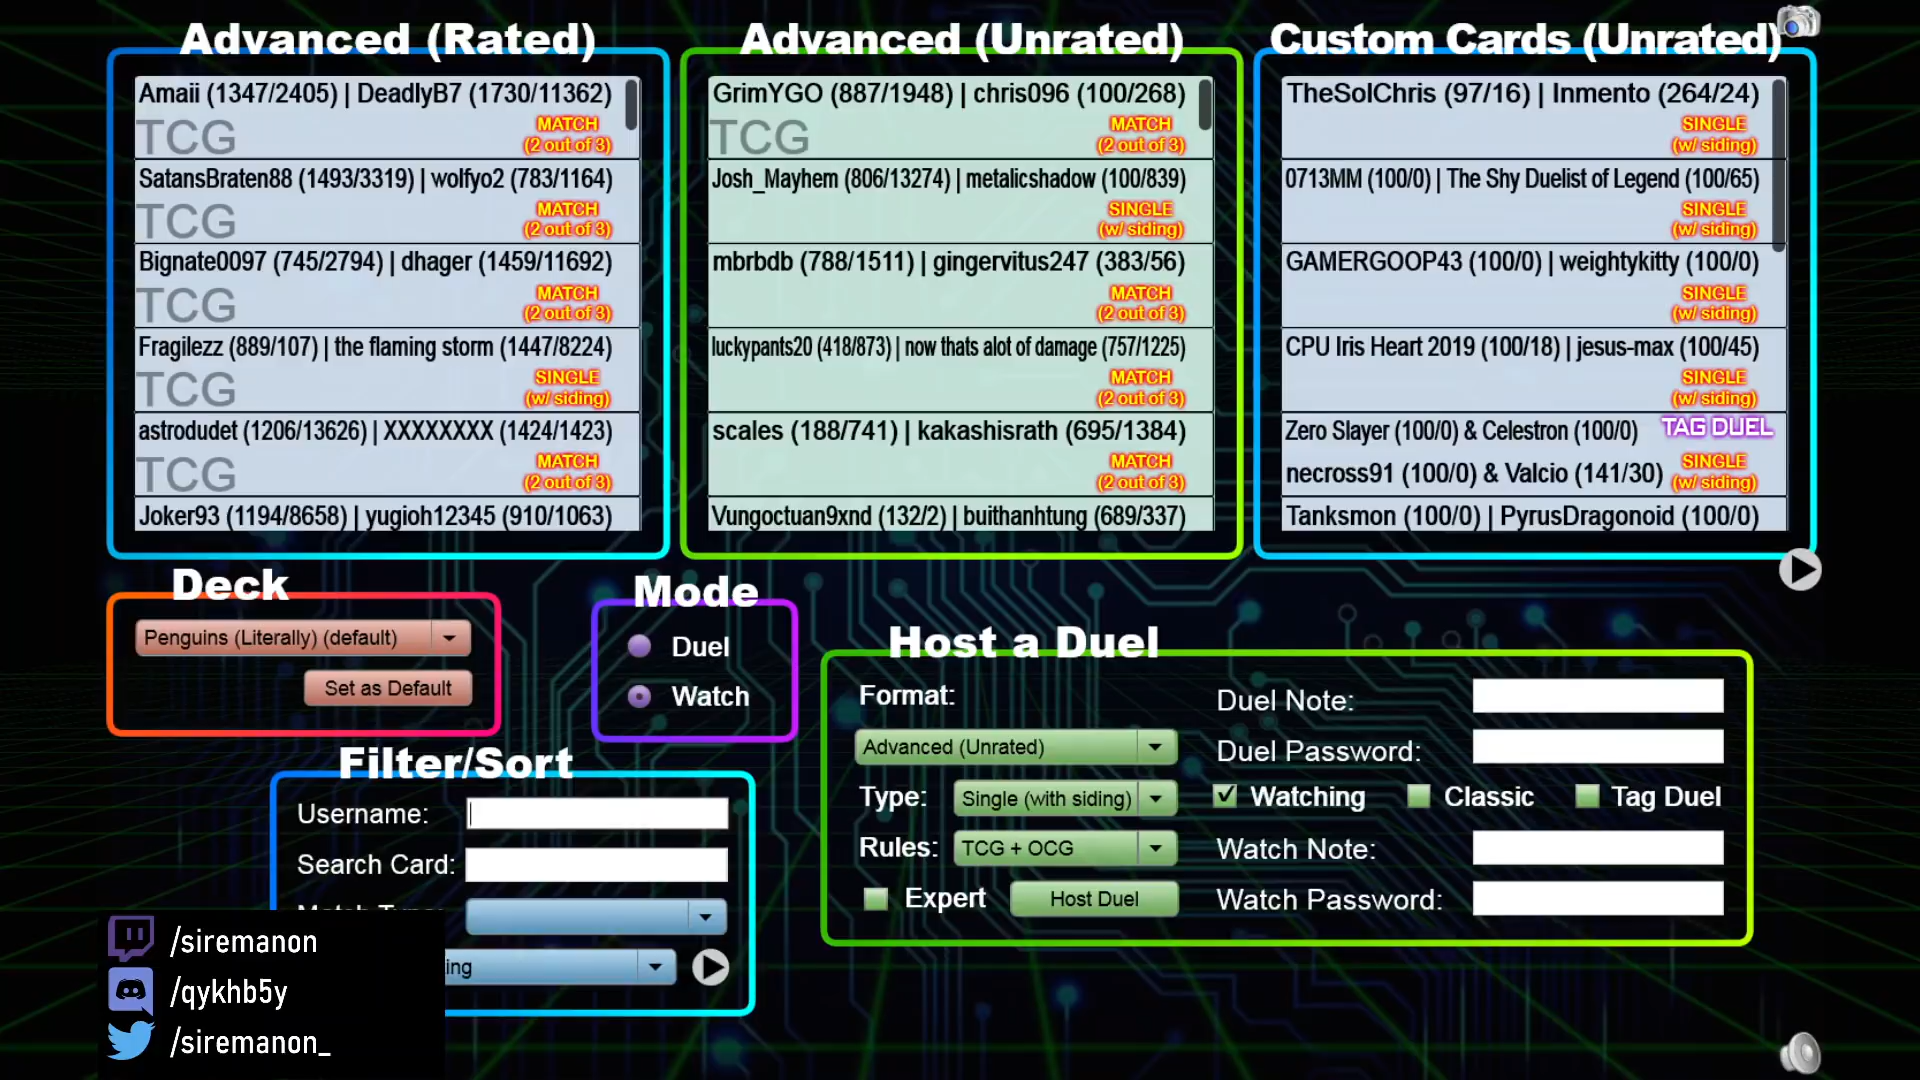 Advanced (Rated)
Amaii (1347/2405) | DeadlyB7 (1730/11362)
TCG
MATCH
(2 out of 3)
SatansBraten88 (1493/3319) | wolfyo2 (783/1164)
TCG
MATCH
(2 out of 3)
Bignate0097 (745/2794) | dhager (1459/11692)
TCG
MATCH
(2 out of 3)
Fragilezz (889/107) | the flaming storm (1447/8224)
TCG
SINGLE
(w/ siding)
astrodudet (1206/13626) | XXXXXXXX (1424/1423)
TCG
MATCH
(2 out of 3)
Joker93 (1194/8658) | yugioh12345 (910/1063)
Advanced (Unrated)
GrimYGO (887/1948) | chris096 (100/268)
TCG
MATCH
(2 out of 3)
Josh_Mayhem (806/13274) | metalicshadow (100/839)
SINGLE
(w/ siding)
mbrbdb (788/1511) | gingervitus247 (383/56)
MATCH
(2 out of 3)
luckypants20 (418/873) | now thats alot of damage (757/1225)
MATCH
(2 out of 3)
scales (188/741) | kakashisrath (695/1384)
MATCH
(2 out of 3)
Vungoctuan9xnd (132/2) | buithanhtung (689/337)
Custom Cards (Unrated)
TheSolChris (97/16) | Inmento (264/24)
SINGLE
(w/ siding)
0713MM (100/0) | The Shy Duelist of Legend (100/65)
SINGLE
(w/ siding)
GAMERGOOP43 (100/0) | weightykitty (100/0)
SINGLE
(w/ siding)
CPU Iris Heart 2019 (100/18) | jesus-max (100/45)
SINGLE
(w/ siding)
Zero Slayer (100/0) & Celestron (100/0)
TAG DUEL
necross91 (100/0) & Valcio (141/30)
SINGLE
(w/ siding)
Tanksmon (100/0) | PyrusDragonoid (100/0)
Deck
Penguins (Literally) (default)
Set as Default
Mode
Duel
Watch
Filter/Sort
Username:
Search Card:
Host a Duel
Format:
Advanced (Unrated)
Type: Single (with siding)
Rules: TCG + OCG
Expert Host Duel
Duel Note:
Duel Password:
Watching Classic Tag Duel
Watch Note:
Watch Password:
/siremanon
/qykhb5y
/siremanon_